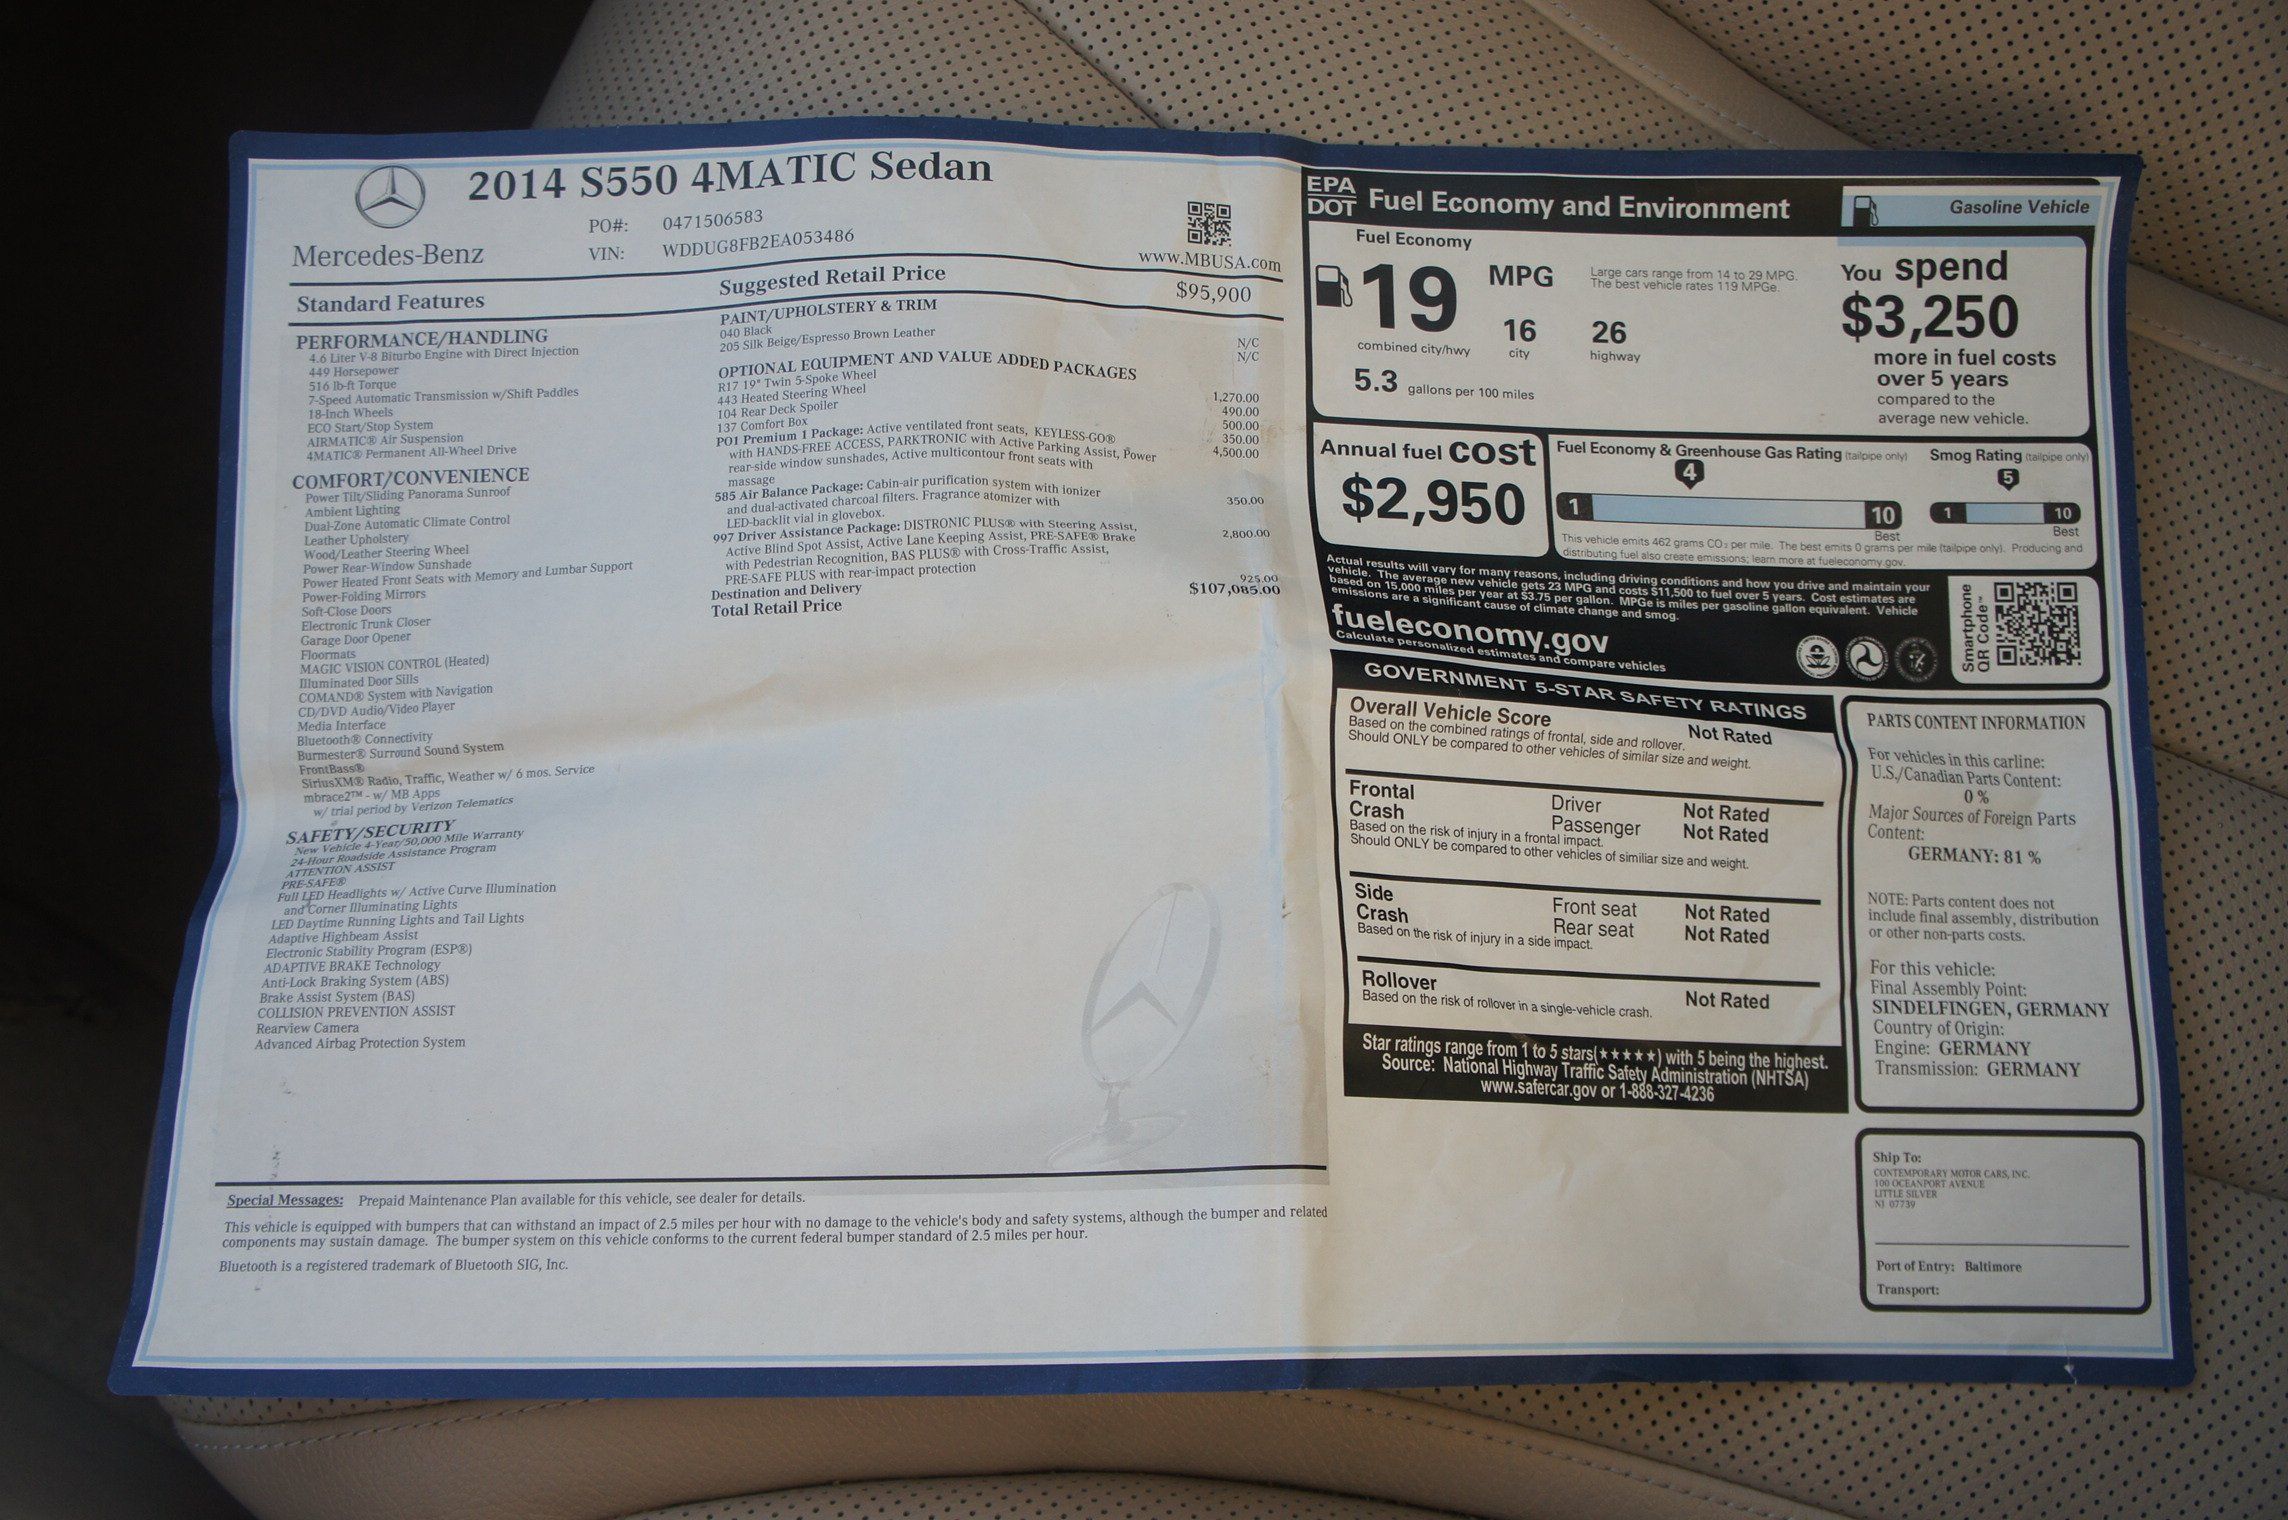 2014 S550 4MATIC Sedan
Mercedes-Benz
PO#: 0471506583
VIN: WDDUG8FB2EA053486
www.MBUSA.com
Standard Features
Suggested Retail Price $95,900
PERFORMANCE/HANDLING
4.6 Liter V-8 Biturbo Engine with Direct Injection
449 Horsepower
516 lb-ft Torque
7-Speed Automatic Transmission w/Shift Paddles
18-Inch Wheels
ECO Start/Stop System
AIRMATIC® Air Suspension
4MATIC® Permanent All-Wheel Drive
COMFORT/CONVENIENCE
Power Tilt/Sliding Panorama Sunroof
Ambient Lighting
Dual-Zone Automatic Climate Control
Leather Upholstery
Wood/Leather Steering Wheel
Power Rear-Window Sunshade
Power Heated Front Seats with Memory and Lumbar Support
Power-Folding Mirrors
Soft-Close Doors
Electronic Trunk Closer
Garage Door Opener
Floormats
MAGIC VISION CONTROL (Heated)
Illuminated Door Sills
COMAND® System with Navigation
CD/DVD Audio/Video Player
Media Interface
Bluetooth® Connectivity
Burmester® Surround Sound System
FrontBass®
SiriusXM® Radio, Traffic, Weather w/ 6 mos. Service
mbrace2™ - w/ MB Apps
w/ trial period by Verizon Telematics
SAFETY/SECURITY
New Vehicle 4-Year/50,000 Mile Warranty
24-Hour Roadside Assistance Program
ATTENTION ASSIST
PRE-SAFE®
Full LED Headlights w/ Active Curve Illumination
and Corner Illuminating Lights
LED Daytime Running Lights and Tail Lights
Adaptive Highbeam Assist
Electronic Stability Program (ESP®)
ADAPTIVE BRAKE Technology
Anti-Lock Braking System (ABS)
Brake Assist System (BAS)
COLLISION PREVENTION ASSIST
Rearview Camera
Advanced Airbag Protection System
PAINT/UPHOLSTERY & TRIM
040 Black N/C
205 Silk Beige/Espresso Brown Leather N/C
OPTIONAL EQUIPMENT AND VALUE ADDED PACKAGES
R17 19" Twin 5-Spoke Wheel 1,270.00
443 Heated Steering Wheel 490.00
104 Rear Deck Spoiler 500.00
137 Comfort Box 350.00
PO1 Premium 1 Package: Active ventilated front seats, KEYLESS-GO® 4,500.00
with HANDS-FREE ACCESS, PARKTRONIC with Active Parking Assist, Power
rear-side window sunshades, Active multicontour front seats with
massage
585 Air Balance Package: Cabin-air purification system with ionizer 350.00
and dual-activated charcoal filters. Fragrance atomizer with
LED-backlit vial in glovebox.
997 Driver Assistance Package: DISTRONIC PLUS® with Steering Assist, 2,800.00
Active Blind Spot Assist, Active Lane Keeping Assist, PRE-SAFE® Brake
with Pedestrian Recognition, BAS PLUS® with Cross-Traffic Assist,
PRE-SAFE PLUS with rear-impact protection
Destination and Delivery 925.00
Total Retail Price $107,085.00
Special Messages: Prepaid Maintenance Plan available for this vehicle, see dealer for details.
This vehicle is equipped with bumpers that can withstand an impact of 2.5 miles per hour with no damage to the vehicle's body and safety systems, although the bumper and related
components may sustain damage. The bumper system on this vehicle conforms to the current federal bumper standard of 2.5 miles per hour.
Bluetooth is a registered trademark of Bluetooth SIG, Inc.
EPA
DOT
Fuel Economy and Environment
Gasoline Vehicle
Fuel Economy
19 MPG
combined city/hwy
16
city
26
highway
5.3 gallons per 100 miles
Large cars range from 14 to 29 MPG.
The best vehicle rates 119 MPGe.
You spend
$3,250
more in fuel costs
over 5 years
compared to the
average new vehicle.
Annual fuel cost
$2,950
Fuel Economy & Greenhouse Gas Rating (tailpipe only)
4
1 10
Best
Smog Rating (tailpipe only)
5
1 10
Best
This vehicle emits 462 grams CO2 per mile. The best emits 0 grams per mile (tailpipe only). Producing and
distributing fuel also create emissions; learn more at fueleconomy.gov.
Actual results will vary for many reasons, including driving conditions and how you drive and maintain your
vehicle. The average new vehicle gets 23 MPG and costs $11,500 to fuel over 5 years. Cost estimates are
based on 15,000 miles per year at $3.75 per gallon. MPGe is miles per gasoline gallon equivalent. Vehicle
emissions are a significant cause of climate change and smog.
fueleconomy.gov
Calculate personalized estimates and compare vehicles
Smartphone
QR Code™
GOVERNMENT 5-STAR SAFETY RATINGS
Overall Vehicle Score Not Rated
Based on the combined ratings of frontal, side and rollover.
Should ONLY be compared to other vehicles of similar size and weight.
Frontal Driver Not Rated
Crash Passenger Not Rated
Based on the risk of injury in a frontal impact.
Should ONLY be compared to other vehicles of similiar size and weight.
Side Front seat Not Rated
Crash Rear seat Not Rated
Based on the risk of injury in a side impact.
Rollover Not Rated
Based on the risk of rollover in a single-vehicle crash.
Star ratings range from 1 to 5 stars(★★★★★) with 5 being the highest.
Source: National Highway Traffic Safety Administration (NHTSA)
www.safercar.gov or 1-888-327-4236
PARTS CONTENT INFORMATION
For vehicles in this carline:
U.S./Canadian Parts Content:
0 %
Major Sources of Foreign Parts
Content:
GERMANY: 81 %
NOTE: Parts content does not
include final assembly, distribution
or other non-parts costs.
For this vehicle:
Final Assembly Point:
SINDELFINGEN, GERMANY
Country of Origin:
Engine: GERMANY
Transmission: GERMANY
Ship To:
CONTEMPORARY MOTOR CARS, INC.
100 OCEANPORT AVENUE
LITTLE SILVER
NJ 07739
Port of Entry: Baltimore
Transport: